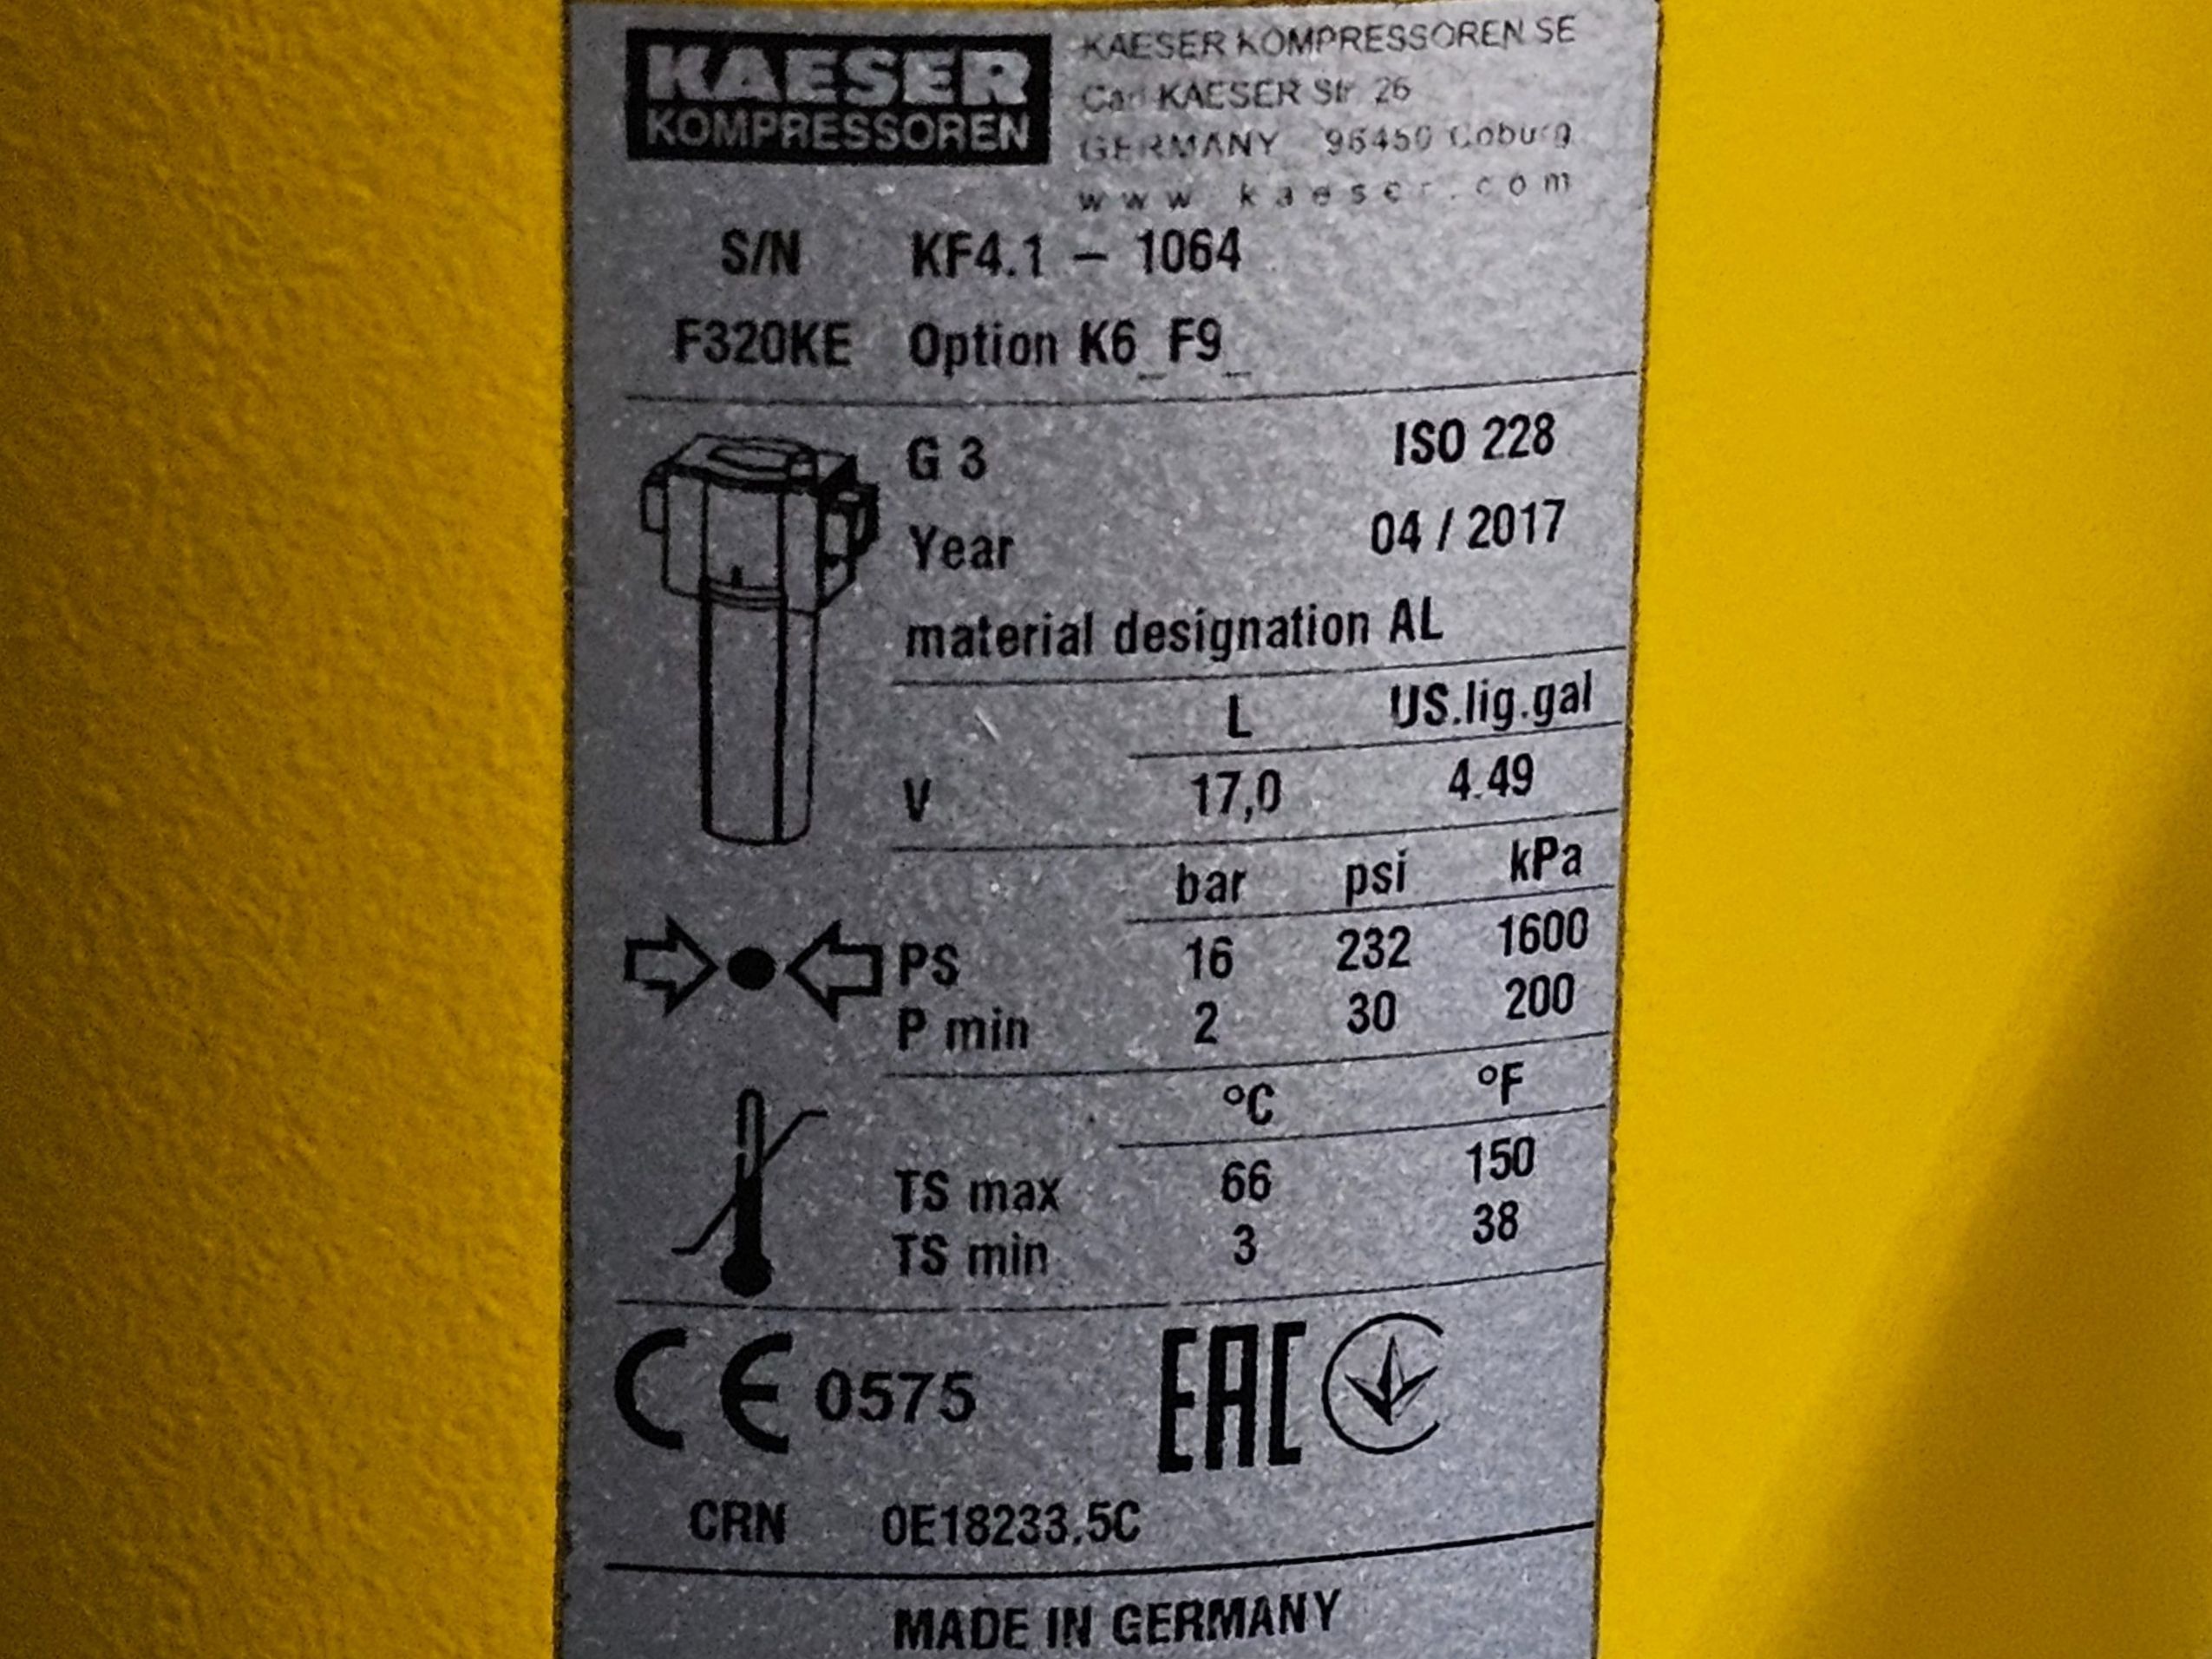 KAESER
KOMPRESSOREN
KAESER KOMPRESSOREN SE
Carl KAESER Str 26
GERMANY 96450 Coburg
www.kaeser.com
S/N KF4.1 – 1064
F320KE Option K6_F9_
G 3 ISO 228
Year 04 / 2017
material designation AL
L US.lig.gal
V 17,0 4.49
bar psi kPa
PS 16 232 1600
P min 2 30 200
°C °F
TS max 66 150
TS min 3 38
CE 0575 EAC
CRN 0E18233.5C
MADE IN GERMANY